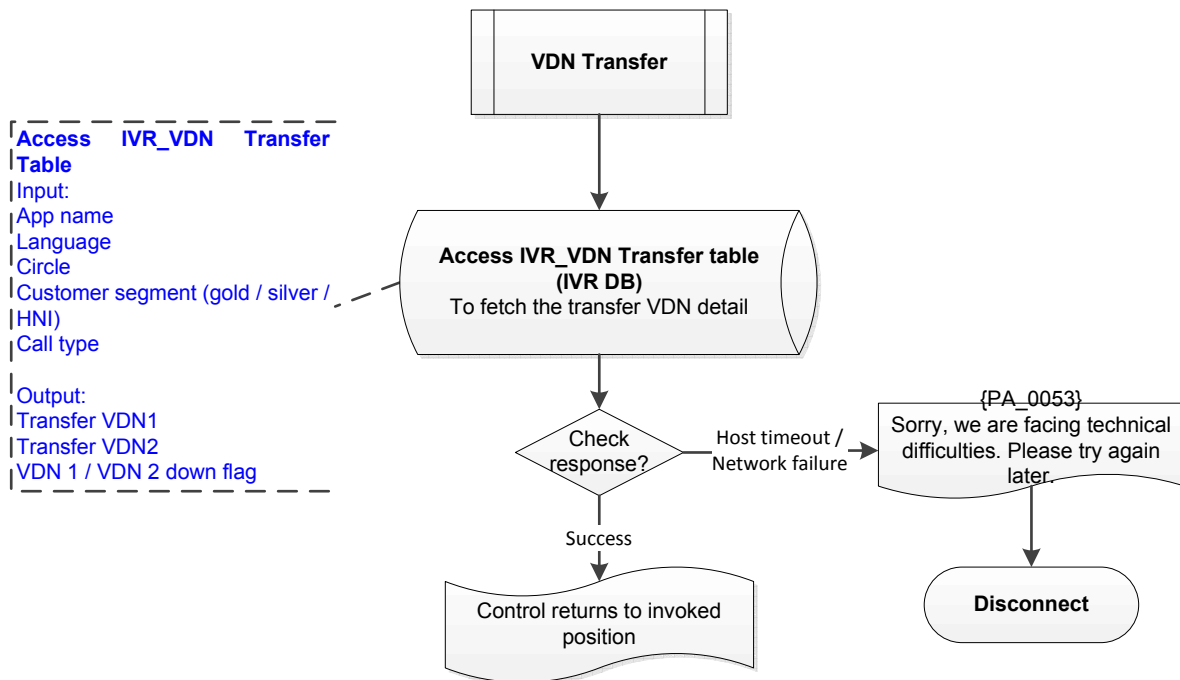 VDN Transfer
Access IVR_VDN Transfer
Table
Input:
App name
Language
Circle
Customer segment (gold / silver /
HNI)
Call type
Output:
Transfer VDN1
Transfer VDN2
VDN 1 / VDN 2 down flag
Access IVR_VDN Transfer table
(IVR DB)
To fetch the transfer VDN detail
Check
response?
Host timeout /
Network failure
{PA_0053}
Sorry, we are facing technical
difficulties. Please try again
later.
Success
Control returns to invoked
position
Disconnect